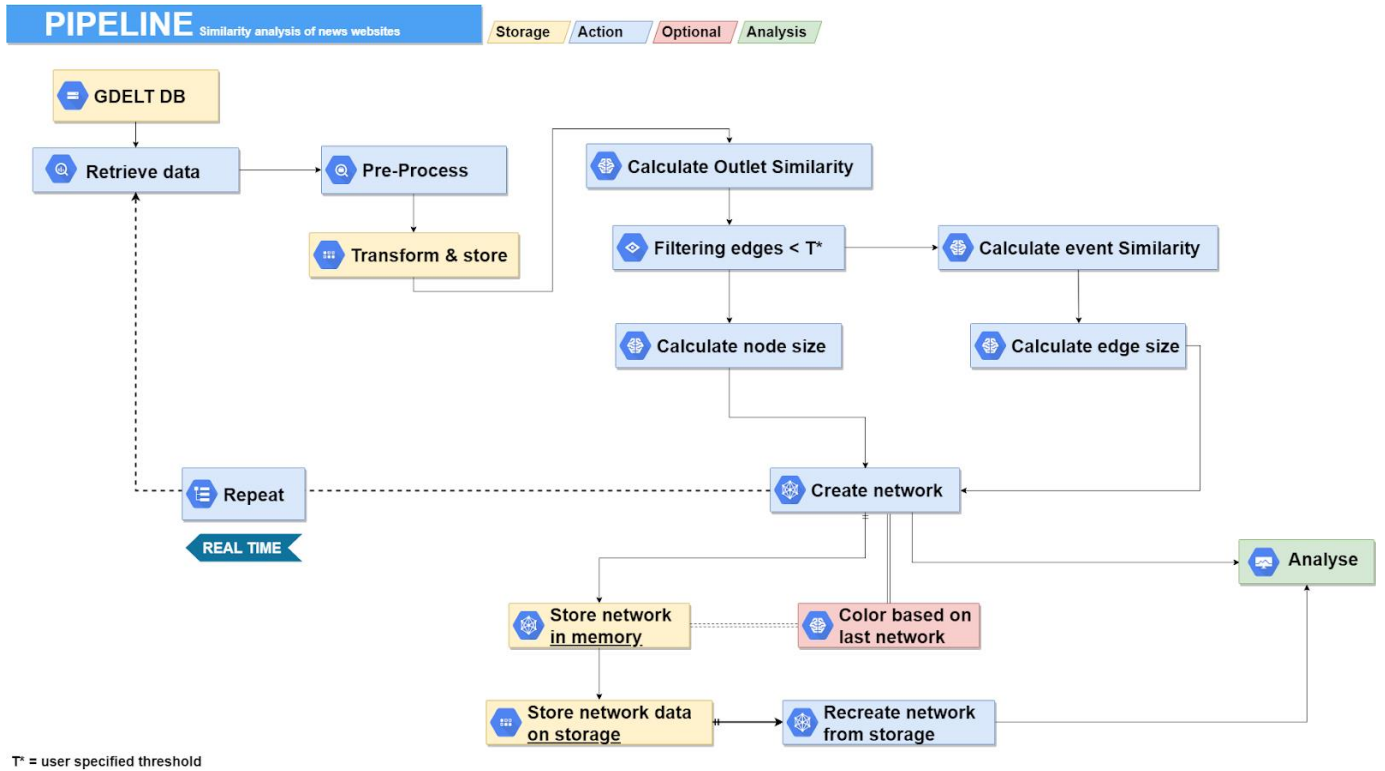 PIPELINE Similarity analysis of news websites
Storage
Action
Optional
Analysis
GDELT DB
Retrieve data
Pre-Process
Transform & store
Calculate Outlet Similarity
Filtering edges < T*
Calculate event Similarity
Calculate node size
Calculate edge size
Repeat
REAL TIME
Create network
Analyse
Store network
in memory
Color based on
last network
Store network data
on storage
Recreate network
from storage
T* = user specified threshold